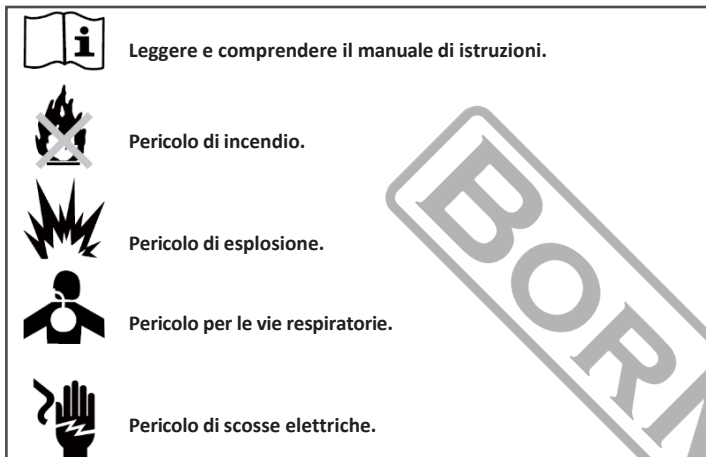 Leggere e comprendere il manuale di istruzioni.
Pericolo di incendio.
Pericolo di esplosione.
Pericolo per le vie respiratorie.
Pericolo di scosse elettriche.